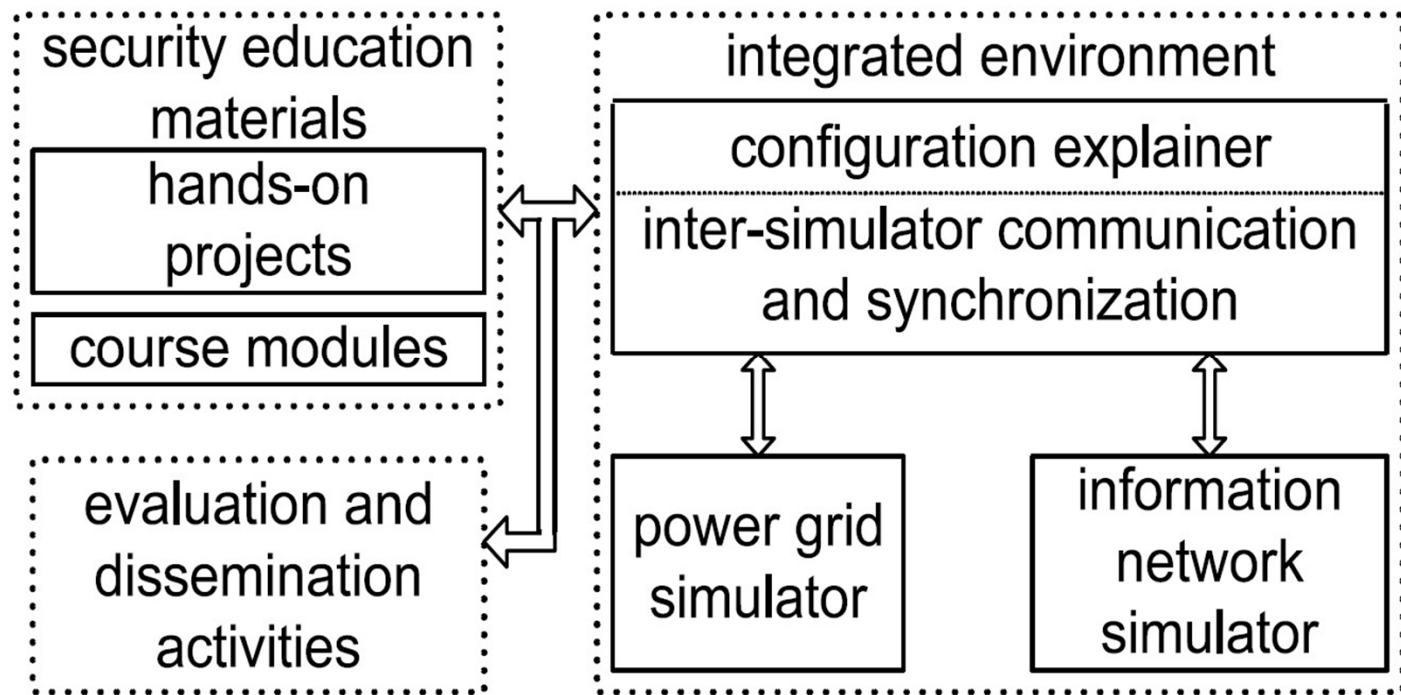 security education
materials
hands-on
projects
course modules
evaluation and
dissemination
activities
integrated environment
configuration explainer
inter-simulator communication
and synchronization
power grid
simulator
information
network
simulator